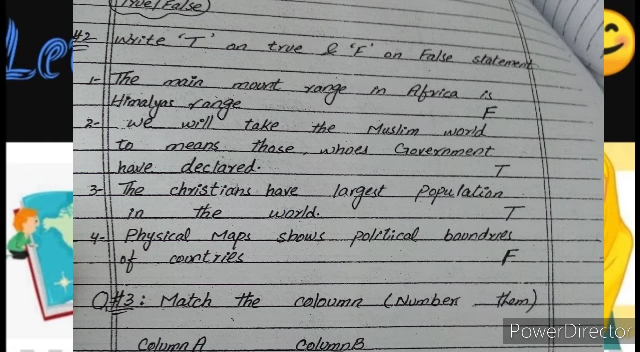 (True/False)
#2 Write 'T' on true & 'F' on False statement
1- The main mount range in Africa is
Himalyas range F
2- we will take the Muslim world
to means those, whoes Government
have declared. T
3- The christians have largest population
in the world. T
4- Physical Maps shows political boundries
of countries F
Q#3: Match the coloumn (Number them)
Column A Column B
PowerDirector